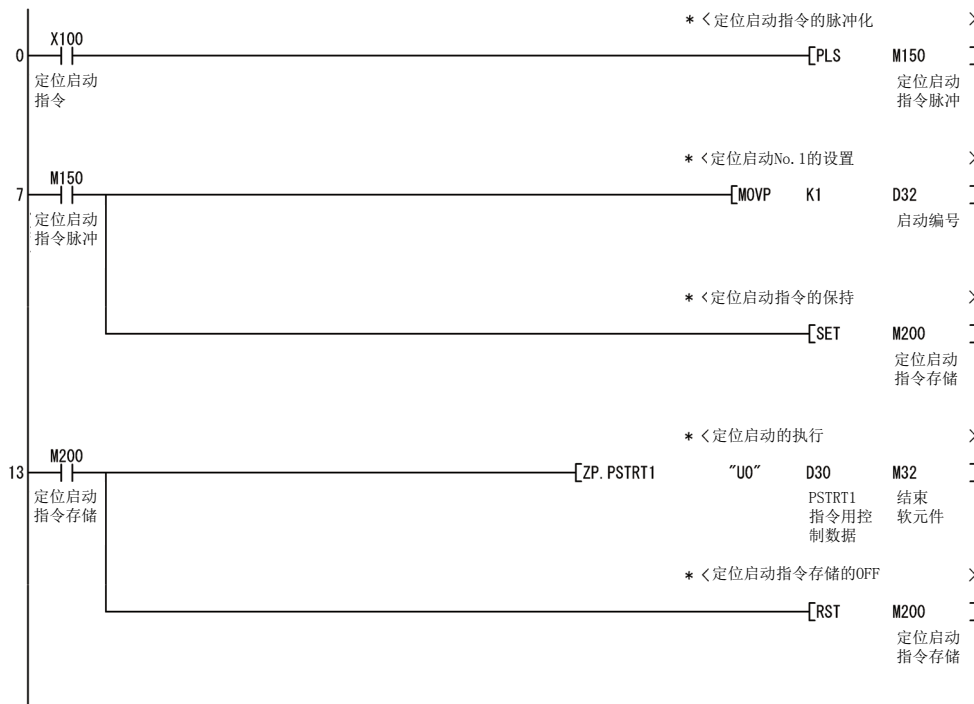 * <定位启动指令的脉冲化 >
X100
0 [PLS M150 ]
定位启动 定位启动
指令 指令脉冲
* <定位启动No.1的设置 >
M150
7 [MOVP K1 D32 ]
定位启动 启动编号
指令脉冲
* <定位启动指令的保持 >
[SET M200 ]
定位启动
指令存储
* <定位启动的执行 >
M200
13 [ZP.PSTRT1 "U0" D30 M32 ]
定位启动 PSTRT1 结束
指令存储 指令用控 软元件
制数据
* <定位启动指令存储的OFF >
[RST M200 ]
定位启动
指令存储